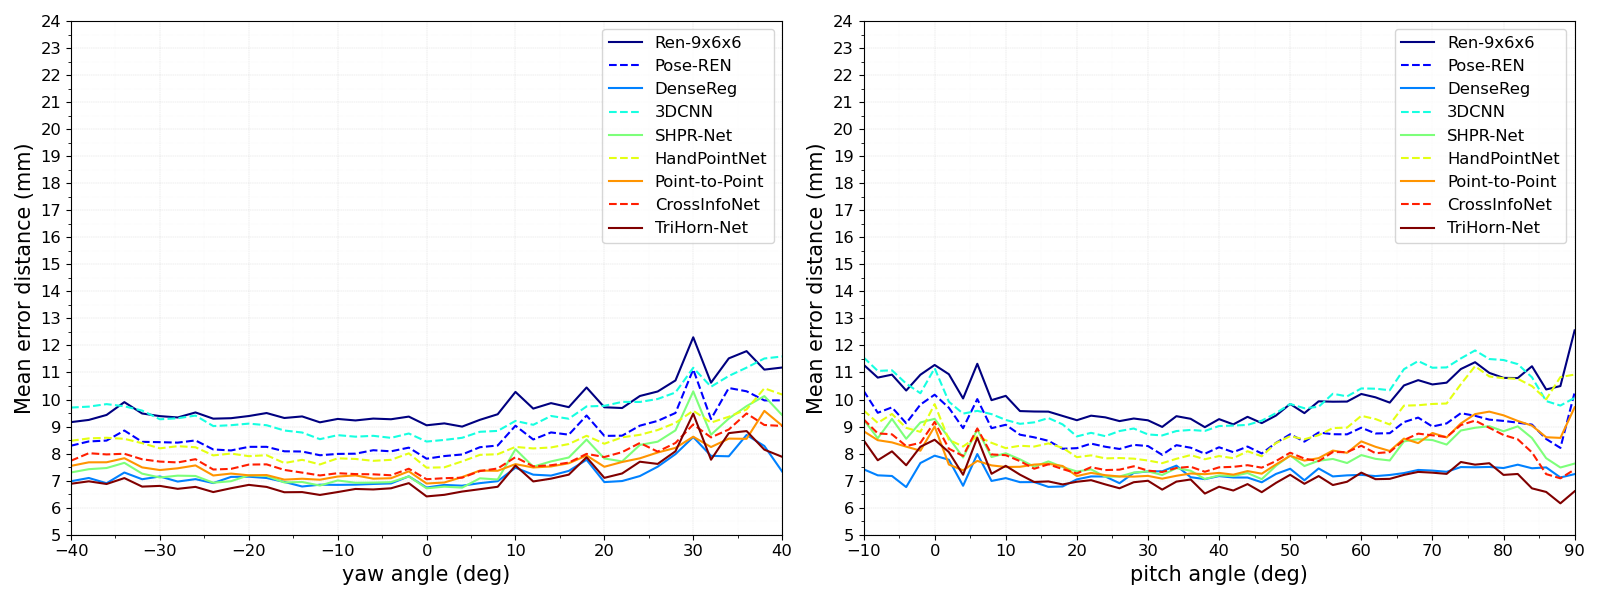 Mean error distance (mm)
24
23
22
21
20
19
18
17
16
15
14
13
12
11
10
9
8
7
6
5
−40
−30
−20
−10
0
10
20
30
40
yaw angle (deg)
Ren-9x6x6
Pose-REN
DenseReg
3DCNN
SHPR-Net
HandPointNet
Point-to-Point
CrossInfoNet
TriHorn-Net
Mean error distance (mm)
24
23
22
21
20
19
18
17
16
15
14
13
12
11
10
9
8
7
6
5
−10
0
10
20
30
40
50
60
70
80
90
pitch angle (deg)
Ren-9x6x6
Pose-REN
DenseReg
3DCNN
SHPR-Net
HandPointNet
Point-to-Point
CrossInfoNet
TriHorn-Net